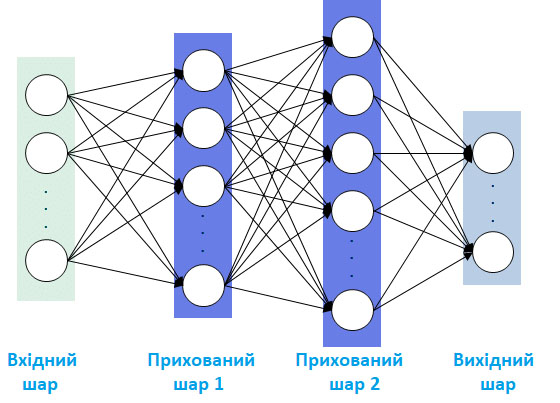 Вхідний
шар
Прихований
шар 1
Прихований
шар 2
Вихідний
шар